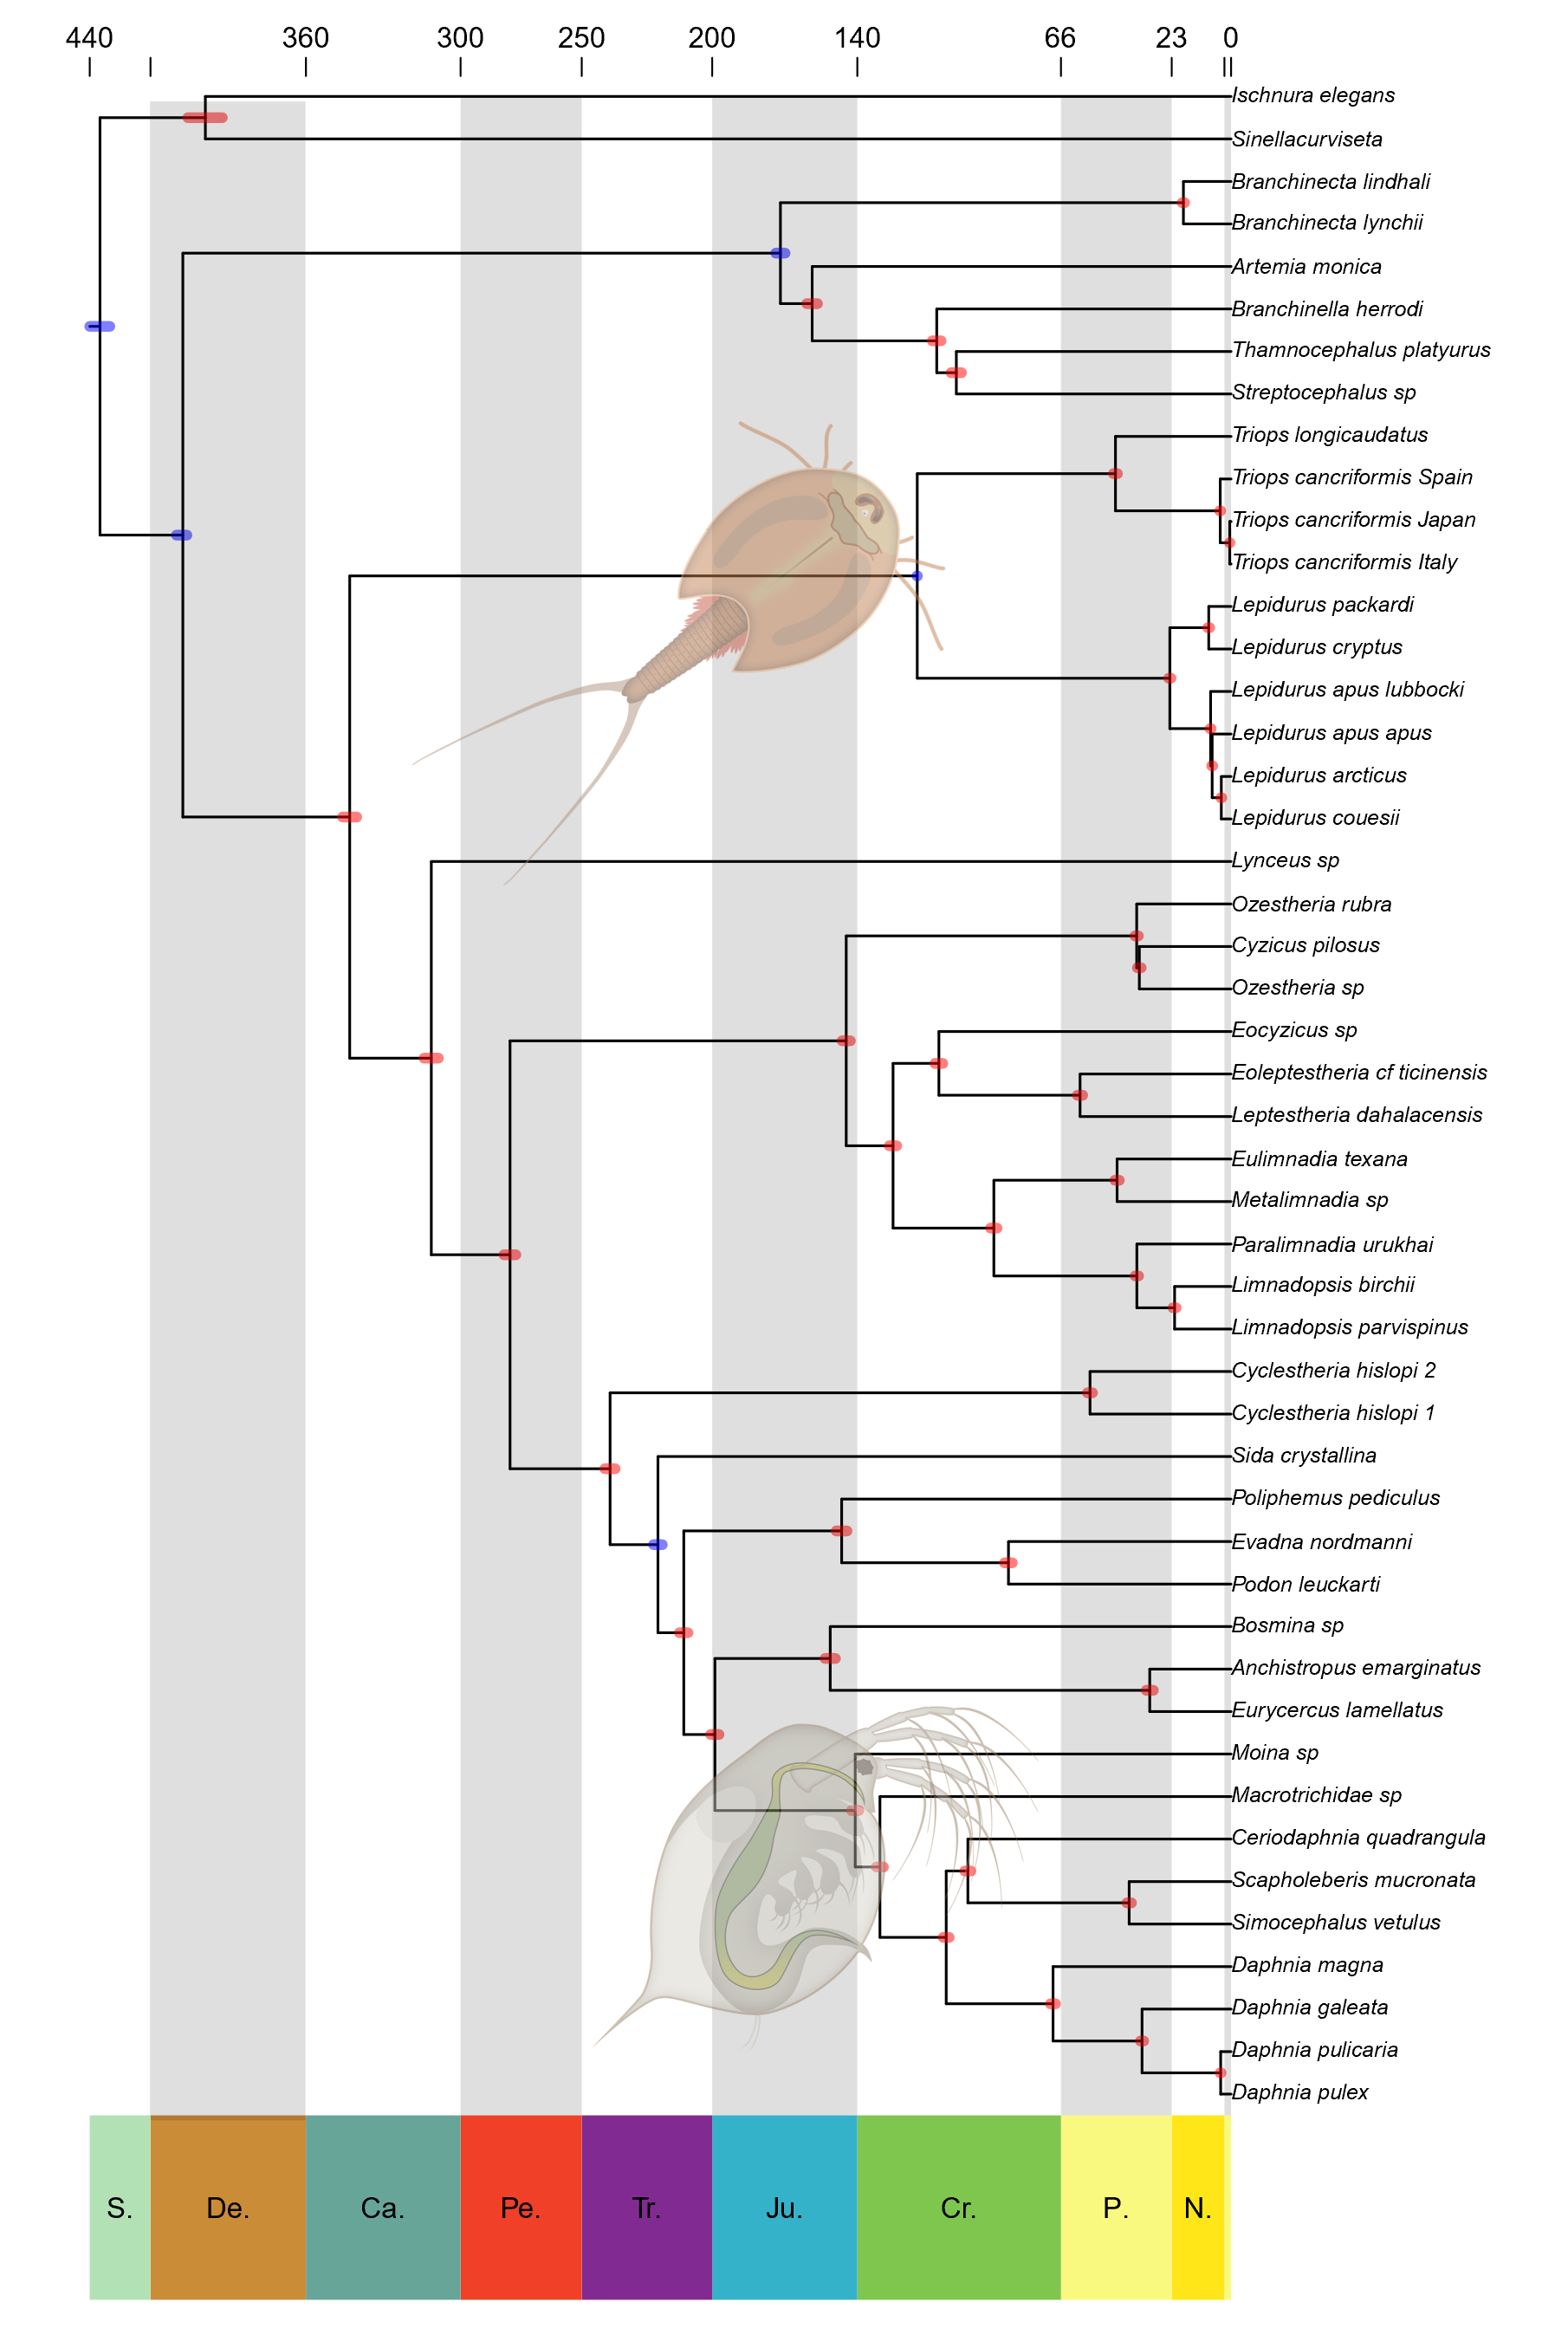 440 360 300 250 200 140 66 23 0
Ischnura elegans
Sinellacurviseta
Branchinecta lindhali
Branchinecta lynchii
Artemia monica
Branchinella herrodi
Thamnocephalus platyurus
Streptocephalus sp
Triops longicaudatus
Triops cancriformis Spain
Triops cancriformis Japan
Triops cancriformis Italy
Lepidurus packardi
Lepidurus cryptus
Lepidurus apus lubbocki
Lepidurus apus apus
Lepidurus arcticus
Lepidurus couesii
Lynceus sp
Ozestheria rubra
Cyzicus pilosus
Ozestheria sp
Eocyzicus sp
Eoleptestheria cf ticinensis
Leptestheria dahalacensis
Eulimnadia texana
Metalimnadia sp
Paralimnadia urukhai
Limnadopsis birchii
Limnadopsis parvispinus
Cyclestheria hislopi 2
Cyclestheria hislopi 1
Sida crystallina
Poliphemus pediculus
Evadna nordmanni
Podon leuckarti
Bosmina sp
Anchistropus emarginatus
Eurycercus lamellatus
Moina sp
Macrotrichidae sp
Ceriodaphnia quadrangula
Scapholeberis mucronata
Simocephalus vetulus
Daphnia magna
Daphnia galeata
Daphnia pulicaria
Daphnia pulex
S. De. Ca. Pe. Tr. Ju. Cr. P. N.